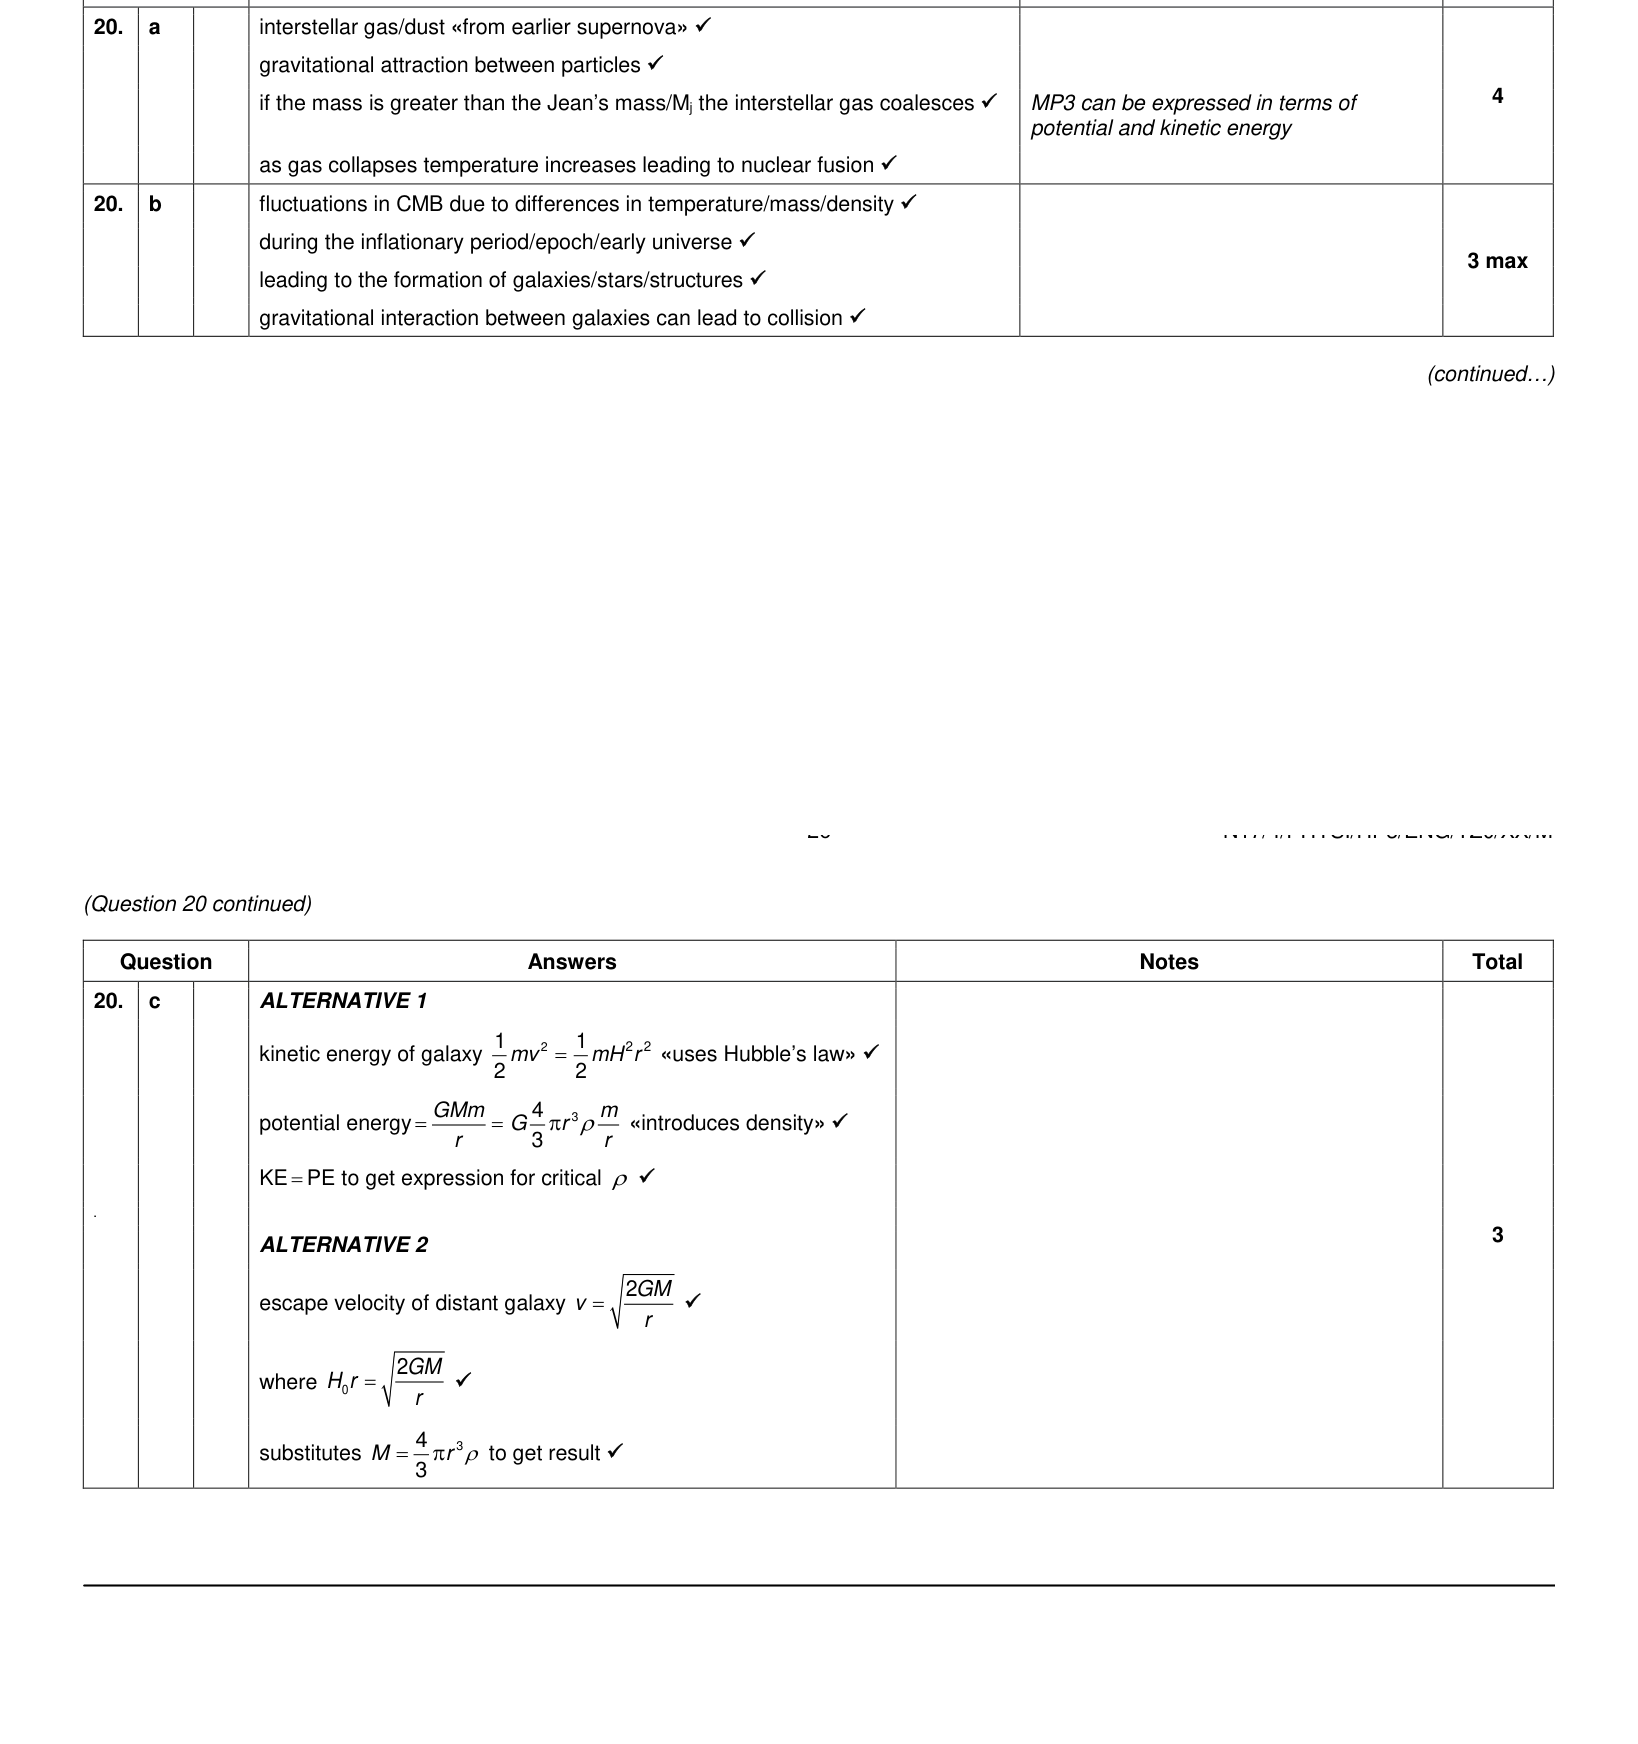 20. a interstellar gas/dust «from earlier supernova» ✓
gravitational attraction between particles ✓
if the mass is greater than the Jean's mass/Mj the interstellar gas coalesces ✓ MP3 can be expressed in terms of
potential and kinetic energy
4
as gas collapses temperature increases leading to nuclear fusion ✓
20. b fluctuations in CMB due to differences in temperature/mass/density ✓
during the inflationary period/epoch/early universe ✓
3 max
leading to the formation of galaxies/stars/structures ✓
gravitational interaction between galaxies can lead to collision ✓
(continued…)
(Question 20 continued)
Question Answers Notes Total
20. c ALTERNATIVE 1
kinetic energy of galaxy 1/2 mv² = 1/2 mH²r² «uses Hubble's law» ✓
potential energy = GMm/r = G 4/3 πr³ρ m/r «introduces density» ✓
KE = PE to get expression for critical ρ ✓
3
ALTERNATIVE 2
escape velocity of distant galaxy v = √(2GM/r) ✓
where H₀r = √(2GM/r) ✓
substitutes M = 4/3 πr³ρ to get result ✓